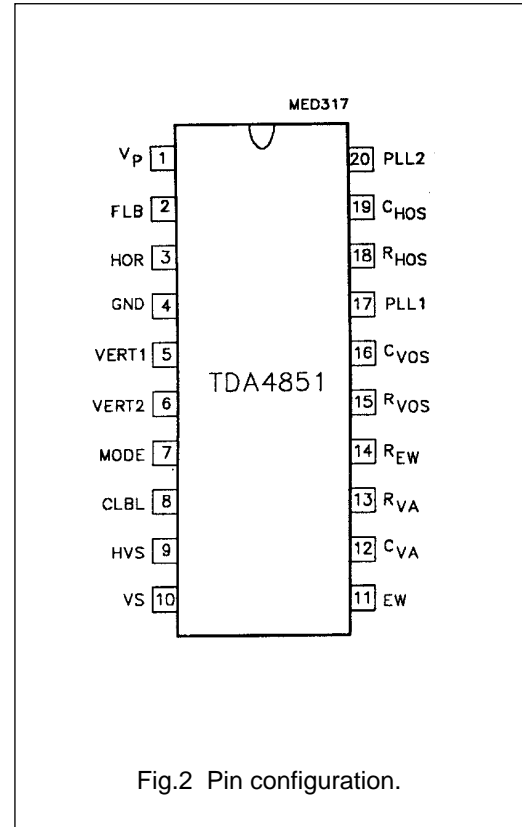 MED317
VP 1
FLB 2
HOR 3
GND 4
VERT1 5
VERT2 6
MODE 7
CLBL 8
HVS 9
VS 10
TDA4851
20 PLL2
19 CHOS
18 RHOS
17 PLL1
16 CVOS
15 RVOS
14 REW
13 RVA
12 CVA
11 EW
Fig.2 Pin configuration.